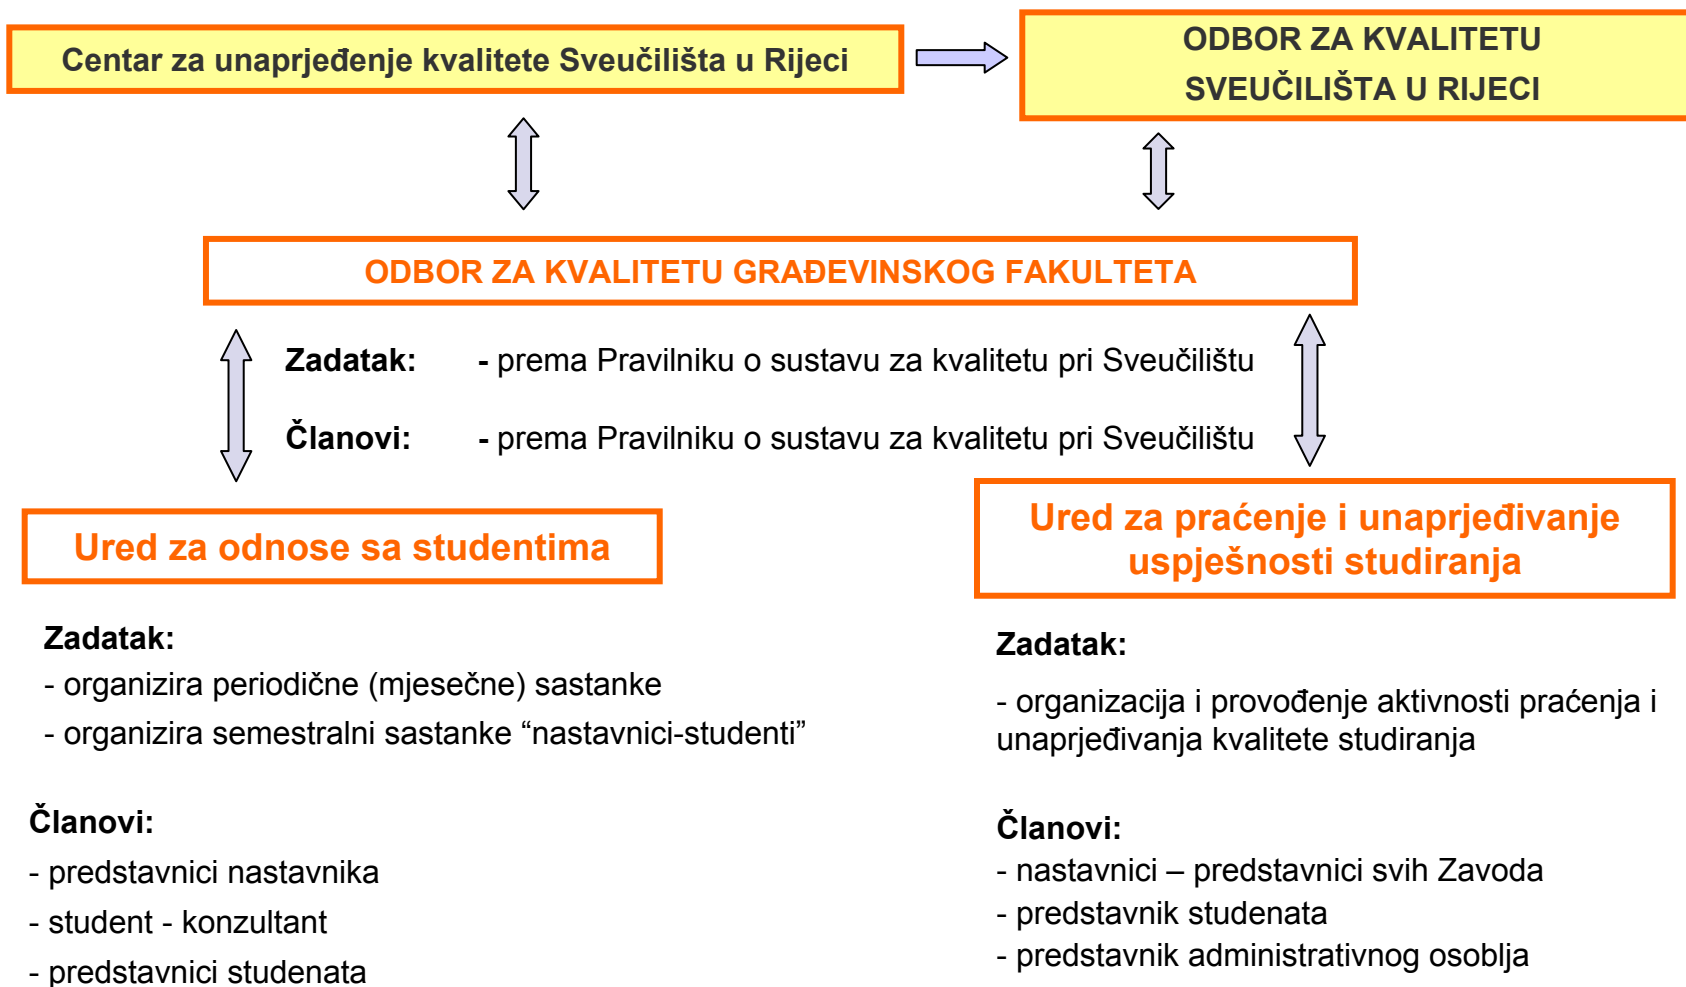 Centar za unaprjeđenje kvalitete Sveučilišta u Rijeci
ODBOR ZA KVALITETU
SVEUČILIŠTA U RIJECI
ODBOR ZA KVALITETU GRAĐEVINSKOG FAKULTETA
Zadatak: - prema Pravilniku o sustavu za kvalitetu pri Sveučilištu
Članovi: - prema Pravilniku o sustavu za kvalitetu pri Sveučilištu
Ured za odnose sa studentima
Zadatak:
- organizira periodične (mjesečne) sastanke
- organizira semestralni sastanke “nastavnici-studenti”
Članovi:
- predstavnici nastavnika
- student - konzultant
- predstavnici studenata
Ured za praćenje i unaprjeđivanje
uspješnosti studiranja
Zadatak:
- organizacija i provođenje aktivnosti praćenja i
unaprjeđivanja kvalitete studiranja
Članovi:
- nastavnici – predstavnici svih Zavoda
- predstavnik studenata
- predstavnik administrativnog osoblja